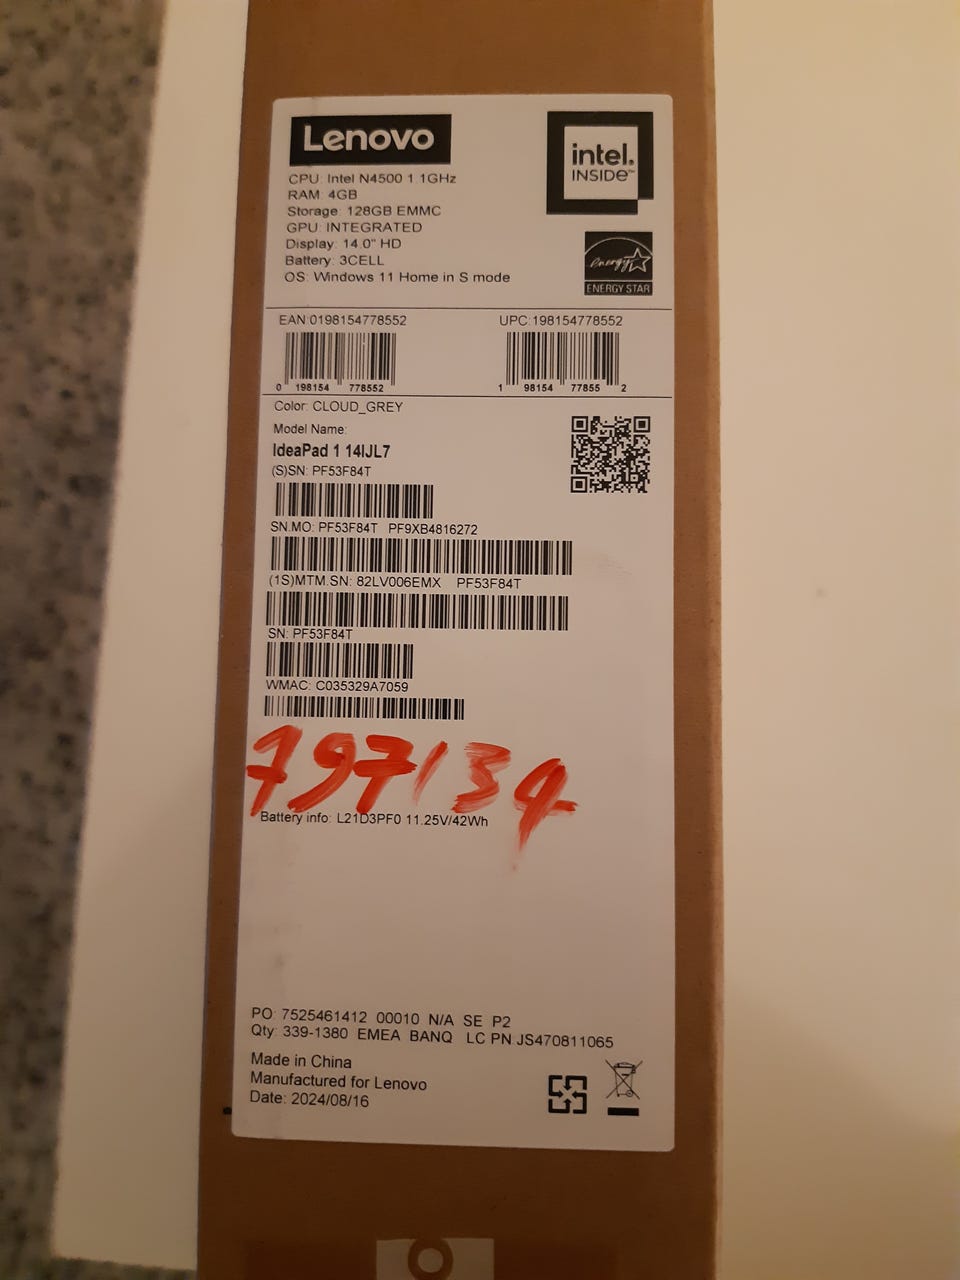 Lenovo
intel.
INSIDE™
CPU: Intel N4500 1.1GHz
RAM: 4GB
Storage: 128GB EMMC
GPU: INTEGRATED
Display: 14.0" HD
Battery: 3CELL
OS: Windows 11 Home in S mode
energy
ENERGY STAR
EAN:0198154778552
UPC:198154778552
0 198154 778552
1 98154 77855 2
Color: CLOUD_GREY
Model Name:
IdeaPad 1 14IJL7
(S)SN: PF53F84T
SN.MO: PF53F84T PF9XB4816272
(1S)MTM.SN: 82LV006EMX PF53F84T
SN: PF53F84T
WMAC: C035329A7059
797134
Battery info: L21D3PF0 11.25V/42Wh
PO: 7525461412 00010 N/A SE P2
Qty: 339-1380 EMEA BANQ LC PN.JS470811065
Made in China
Manufactured for Lenovo
Date: 2024/08/16